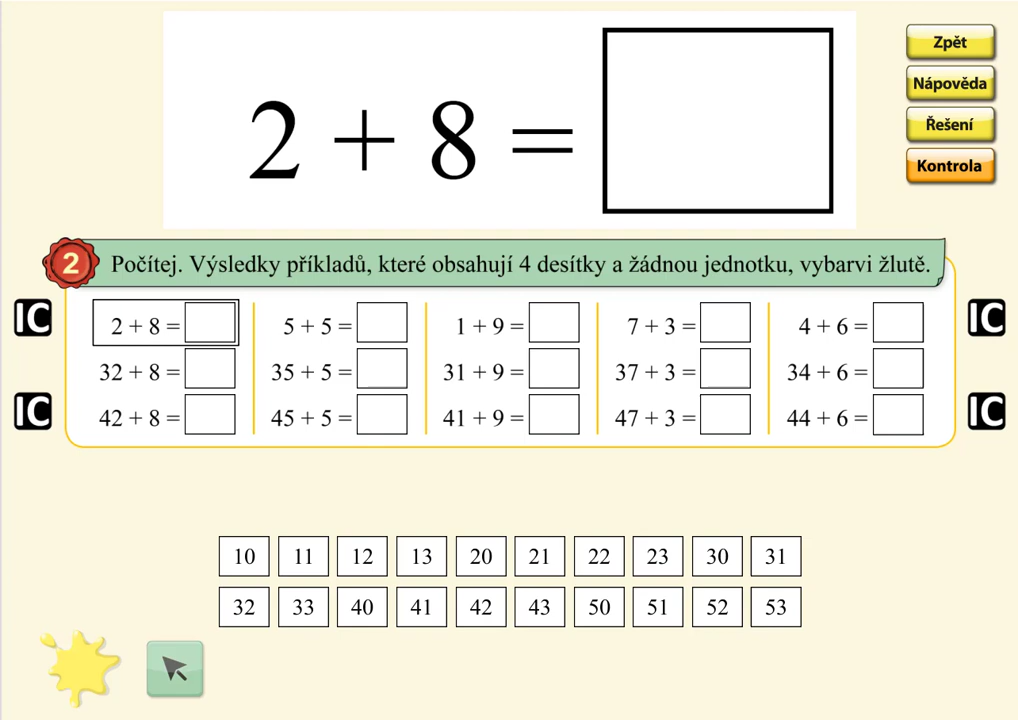 2 + 8 =
Zpět
Nápověda
Řešení
Kontrola
2 Počítej. Výsledky příkladů, které obsahují 4 desítky a žádnou jednotku, vybarvi žlutě.
IC
IC
2 + 8 = 5 + 5 = 1 + 9 = 7 + 3 = 4 + 6 =
32 + 8 = 35 + 5 = 31 + 9 = 37 + 3 = 34 + 6 =
IC
IC
42 + 8 = 45 + 5 = 41 + 9 = 47 + 3 = 44 + 6 =
10 11 12 13 20 21 22 23 30 31
32 33 40 41 42 43 50 51 52 53